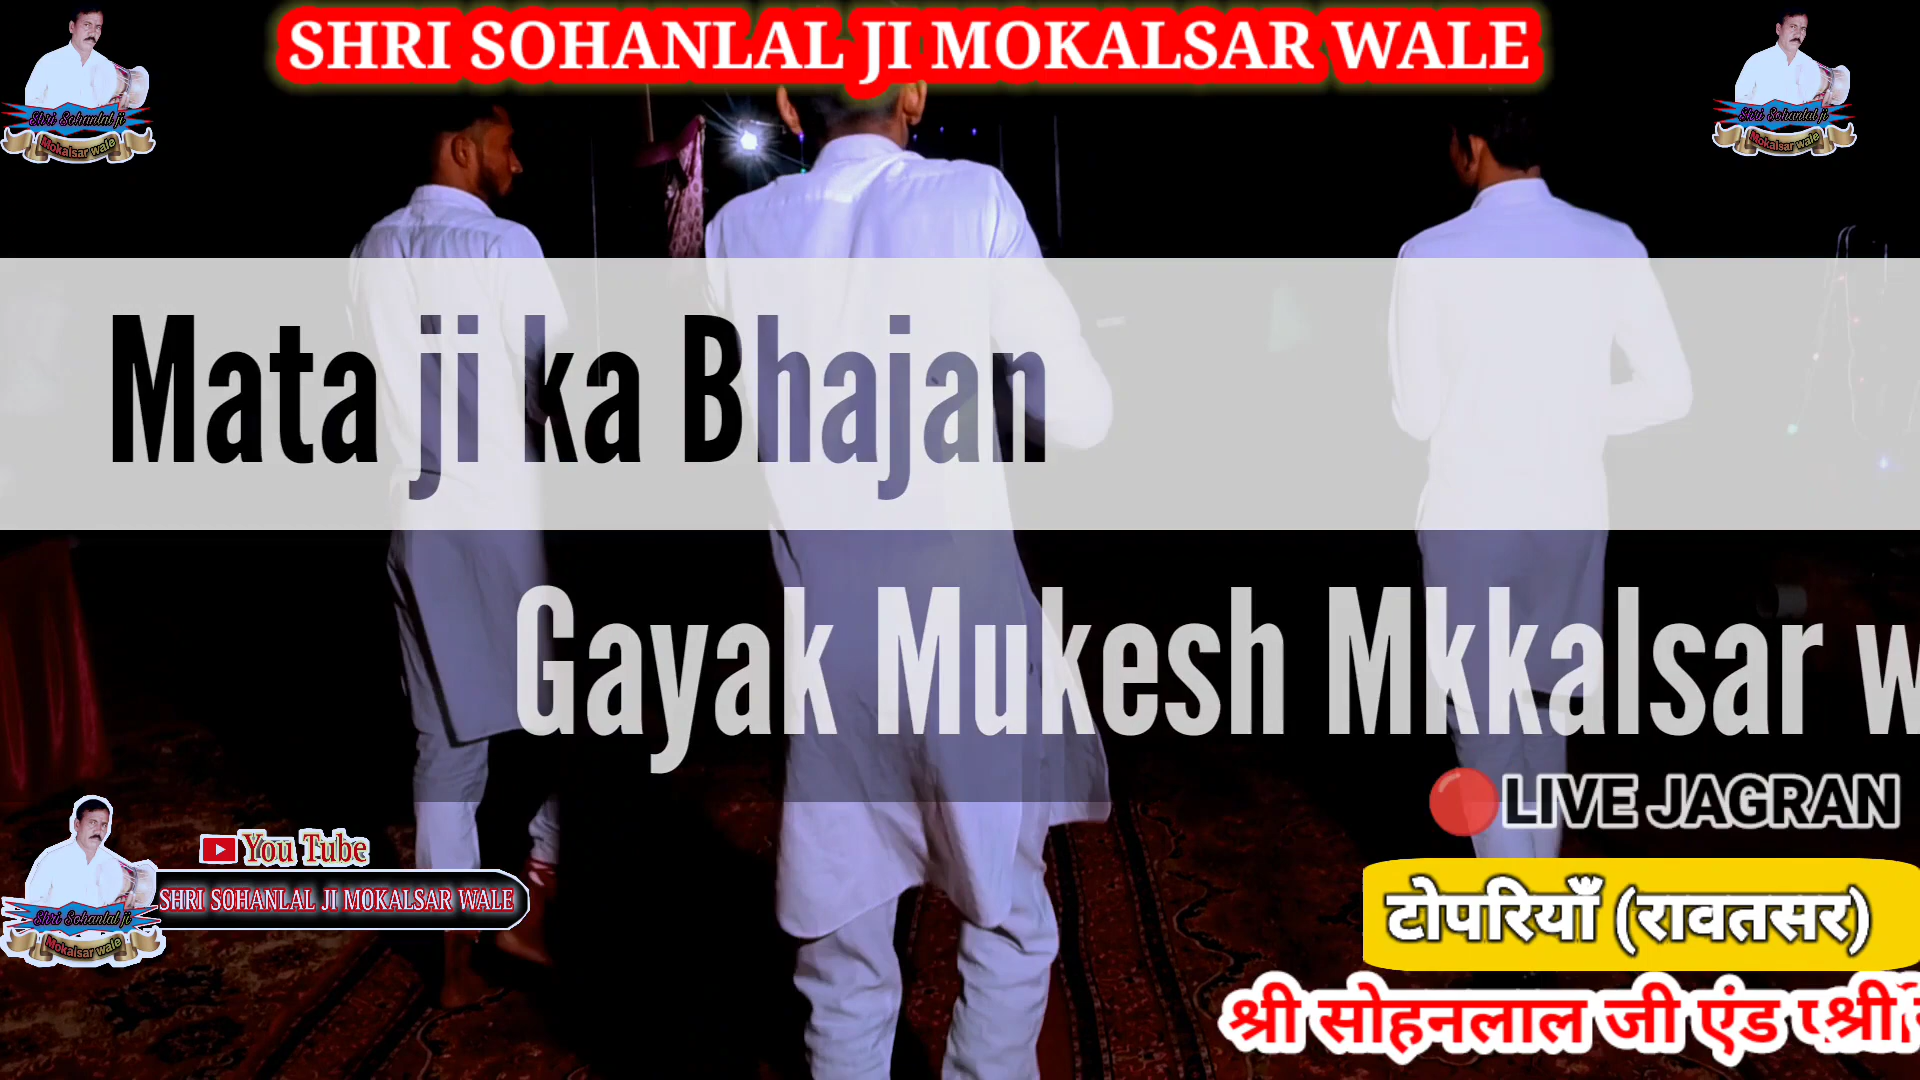 SHRI SOHANLAL JI MOKALSAR WALE
Shri Sohanlal ji
Mokalsar wale
Shri Sohanlal ji
Mokalsar wale
Mata ji ka Bhajan
Gayak Mukesh Mkkalsar w
LIVE JAGRAN
You Tube
SHRI SOHANLAL JI MOKALSAR WALE
Shri Sohanlal ji
Mokalsar wale
टोपरियाँ (रावतसर)
श्री सोहनलाल जी एंड
श्री